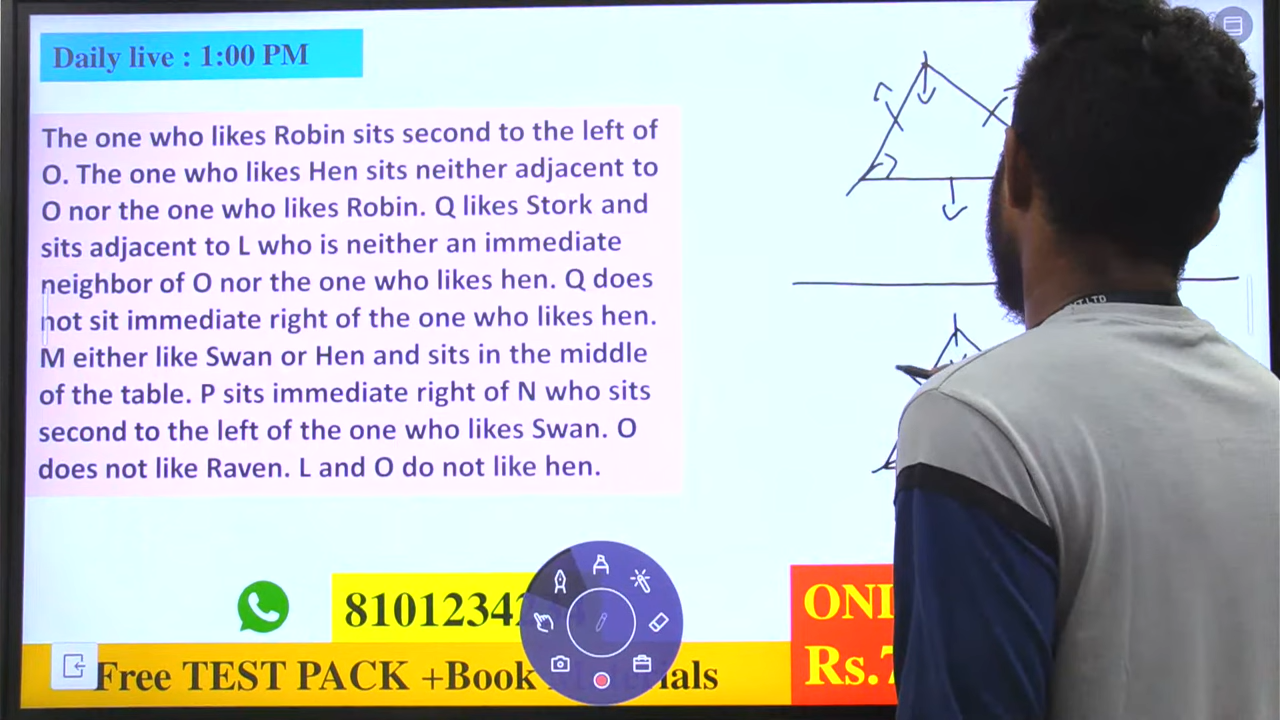 Daily live : 1:00 PM
The one who likes Robin sits second to the left of
O. The one who likes Hen sits neither adjacent to
O nor the one who likes Robin. Q likes Stork and
sits adjacent to L who is neither an immediate
neighbor of O nor the one who likes hen. Q does
not sit immediate right of the one who likes hen.
M either like Swan or Hen and sits in the middle
of the table. P sits immediate right of N who sits
second to the left of the one who likes Swan. O
does not like Raven. L and O do not like hen.
8101234
Free TEST PACK +Book
Rs.